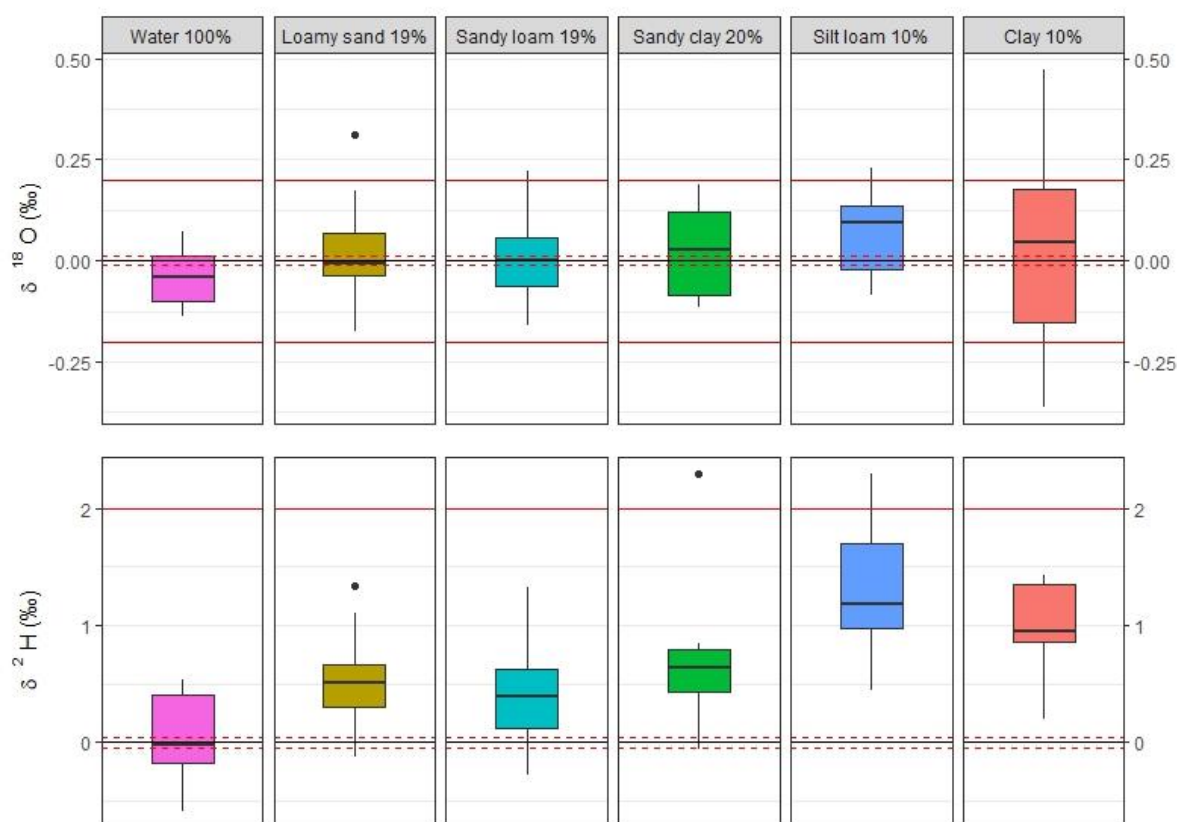 Water 100% Loamy sand 19% Sandy loam 19% Sandy clay 20% Silt loam 10% Clay 10%
δ 18 O (‰)
0.50 0.50
0.25 0.25
0.00 0.00
-0.25 -0.25
δ 2 H (‰)
2 2
1 1
0 0